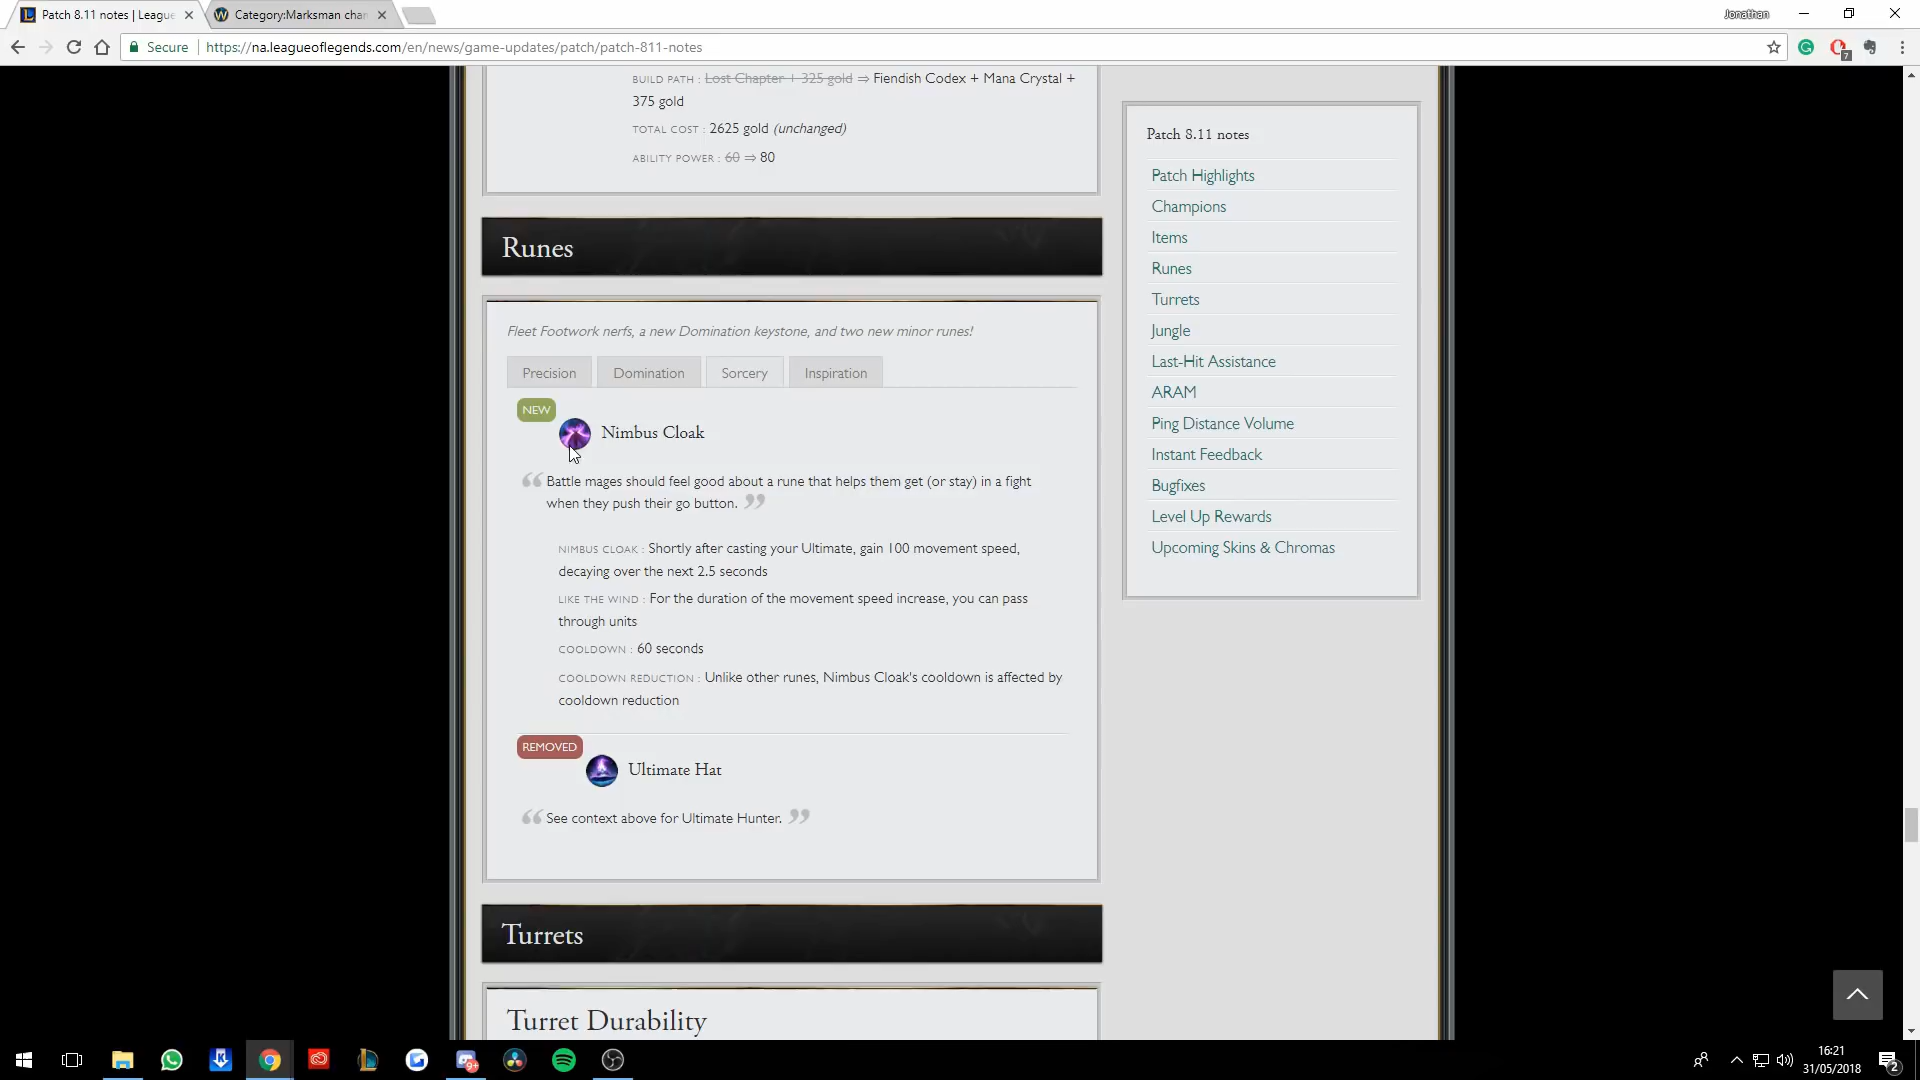 Patch 8.11 notes | League
Category:Marksman chan
Jonathan
Secure
https://na.leagueoflegends.com/en/news/game-updates/patch/patch-811-notes
7
BUILD PATH : Lost Chapter + 325 gold ⇒ Fiendish Codex + Mana Crystal +
375 gold
TOTAL COST : 2625 gold (unchanged)
ABILITY POWER : 60 ⇒ 80
Runes
Fleet Footwork nerfs, a new Domination keystone, and two new minor runes!
Precision
Domination
Sorcery
Inspiration
NEW
Nimbus Cloak
“ Battle mages should feel good about a rune that helps them get (or stay) in a fight
when they push their go button. ”
NIMBUS CLOAK : Shortly after casting your Ultimate, gain 100 movement speed,
decaying over the next 2.5 seconds
LIKE THE WIND : For the duration of the movement speed increase, you can pass
through units
COOLDOWN : 60 seconds
COOLDOWN REDUCTION : Unlike other runes, Nimbus Cloak's cooldown is affected by
cooldown reduction
REMOVED
Ultimate Hat
“ See context above for Ultimate Hunter. ”
Turrets
Turret Durability
Patch 8.11 notes
Patch Highlights
Champions
Items
Runes
Turrets
Jungle
Last-Hit Assistance
ARAM
Ping Distance Volume
Instant Feedback
Bugfixes
Level Up Rewards
Upcoming Skins & Chromas
16:21
31/05/2018
2